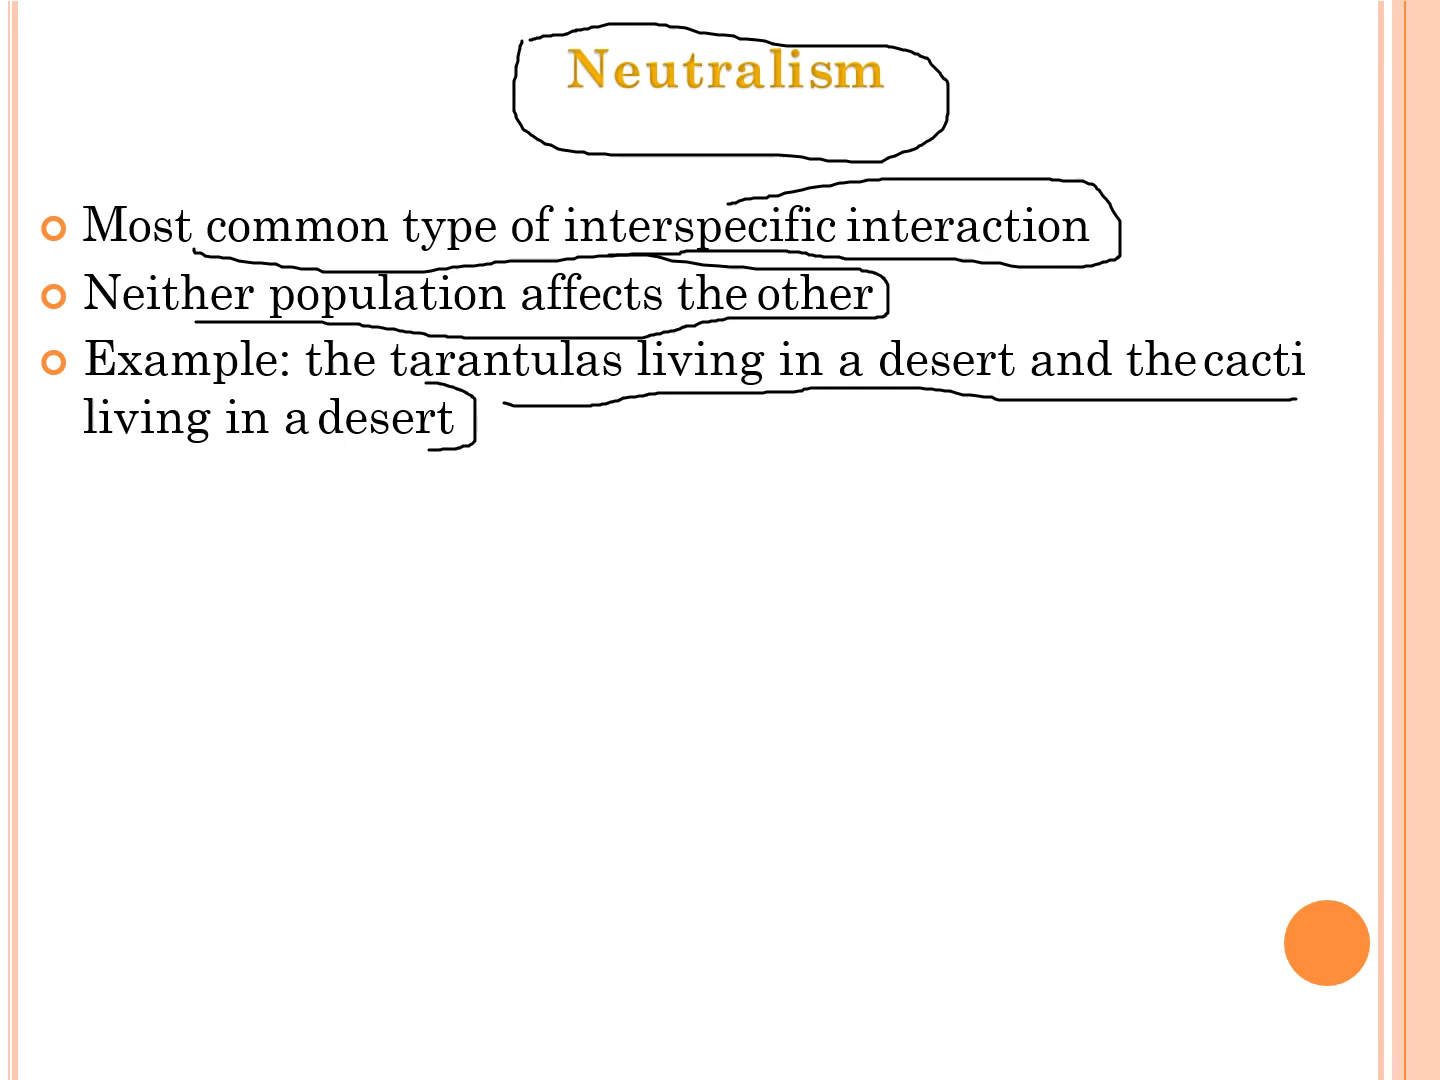 Neutralism
Most common type of interspecific interaction
Neither population affects the other
Example: the tarantulas living in a desert and the cacti
living in a desert